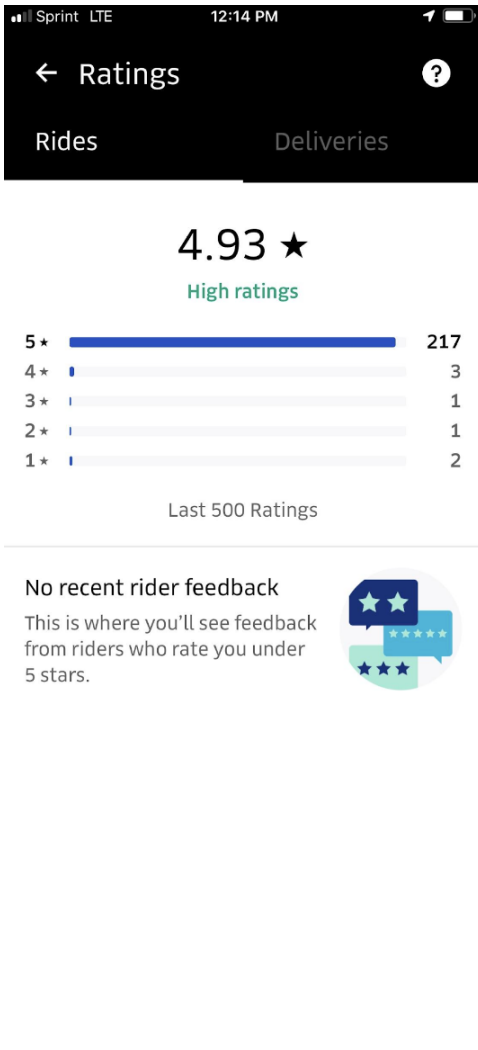 Sprint LTE 12:14 PM
← Ratings ?
Rides Deliveries
4.93 ★
High ratings
5★ 217
4★ 3
3★ 1
2★ 1
1★ 2
Last 500 Ratings
No recent rider feedback
This is where you’ll see feedback
from riders who rate you under
5 stars.